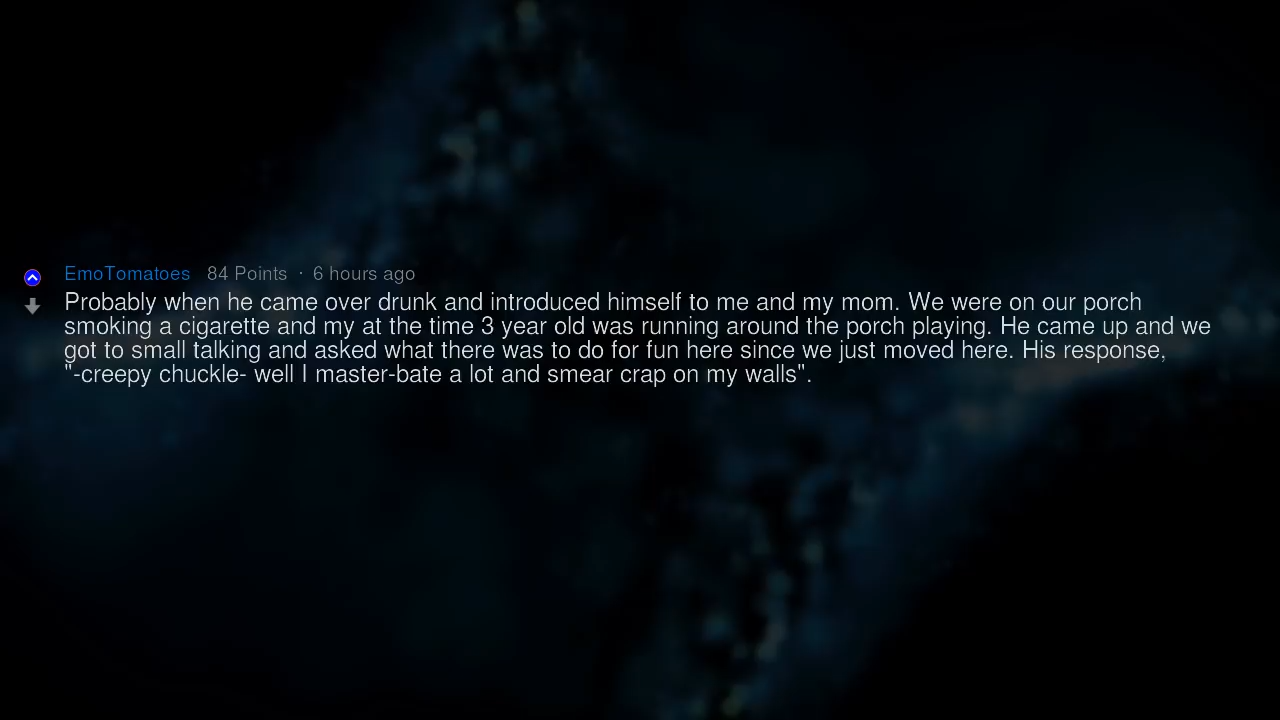 EmoTomatoes 84 Points · 6 hours ago
Probably when he came over drunk and introduced himself to me and my mom. We were on our porch
smoking a cigarette and my at the time 3 year old was running around the porch playing. He came up and we
got to small talking and asked what there was to do for fun here since we just moved here. His response,
"-creepy chuckle- well I master-bate a lot and smear crap on my walls".